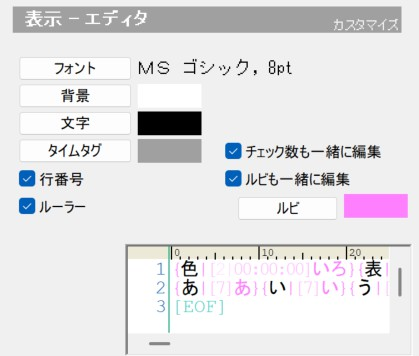 表示 - エディタ
カスタマイズ
フォント
MS ゴシック, 8pt
背景
文字
タイムタグ
チェック数も一緒に編集
行番号
ルビも一緒に編集
ルーラー
ルビ
0 10 20
1 {色|[2|00:00:00]いろ}{表|
2 {あ|[7]あ}{い|[7]い}{う|[
3 [EOF]